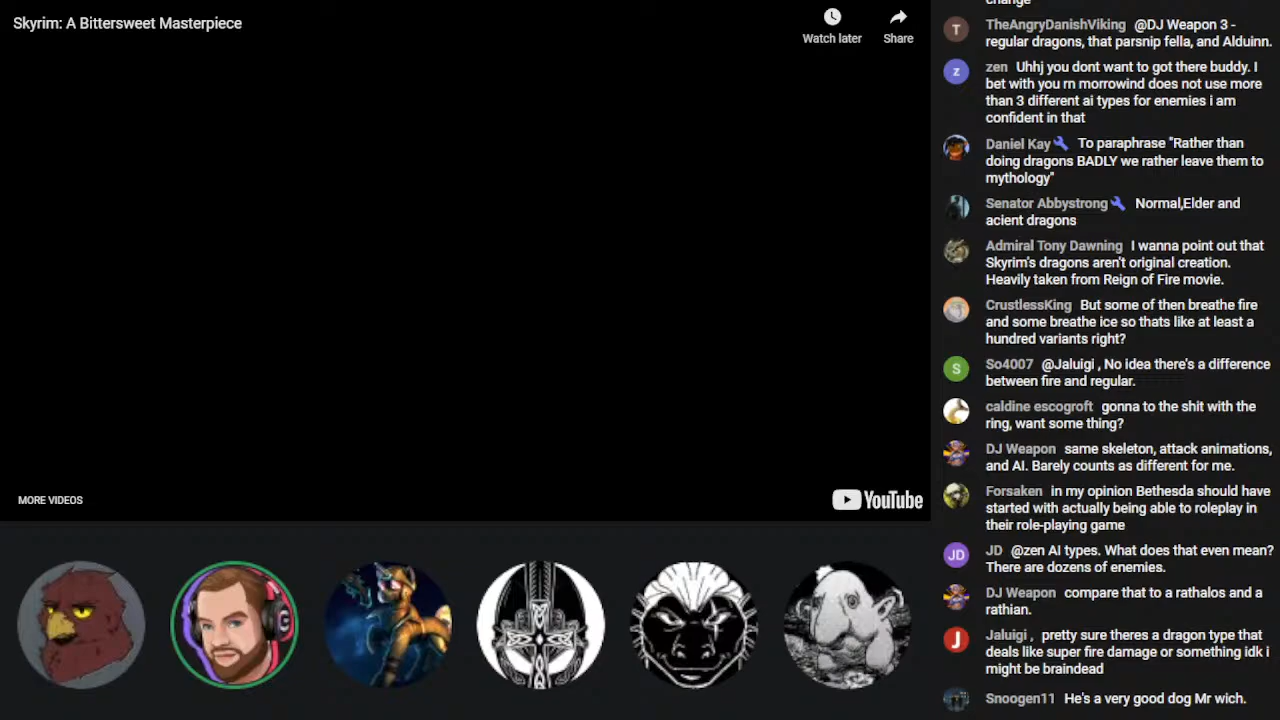 Skyrim: A Bittersweet Masterpiece
Watch later
Share
MORE VIDEOS
YouTube
change
T
TheAngryDanishViking @DJ Weapon 3 -
regular dragons, that parsnip fella, and Alduinn.
z
zen Uhhj you dont want to got there buddy. I
bet with you rn morrowind does not use more
than 3 different ai types for enemies i am
confident in that
Daniel Kay To paraphrase "Rather than
doing dragons BADLY we rather leave them to
mythology"
Senator Abbystrong Normal,Elder and
acient dragons
Admiral Tony Dawning I wanna point out that
Skyrim's dragons aren't original creation.
Heavily taken from Reign of Fire movie.
CrustlessKing But some of then breathe fire
and some breathe ice so thats like at least a
hundred variants right?
S
So4007 @Jaluigi , No idea there's a difference
between fire and regular.
caldine escogroft gonna to the shit with the
ring, want some thing?
DJ Weapon same skeleton, attack animations,
and AI. Barely counts as different for me.
Forsaken in my opinion Bethesda should have
started with actually being able to roleplay in
their role-playing game
JD
JD @zen AI types. What does that even mean?
There are dozens of enemies.
DJ Weapon compare that to a rathalos and a
rathian.
J
Jaluigi , pretty sure theres a dragon type that
deals like super fire damage or something idk i
might be braindead
Snoogen11 He's a very good dog Mr wich.